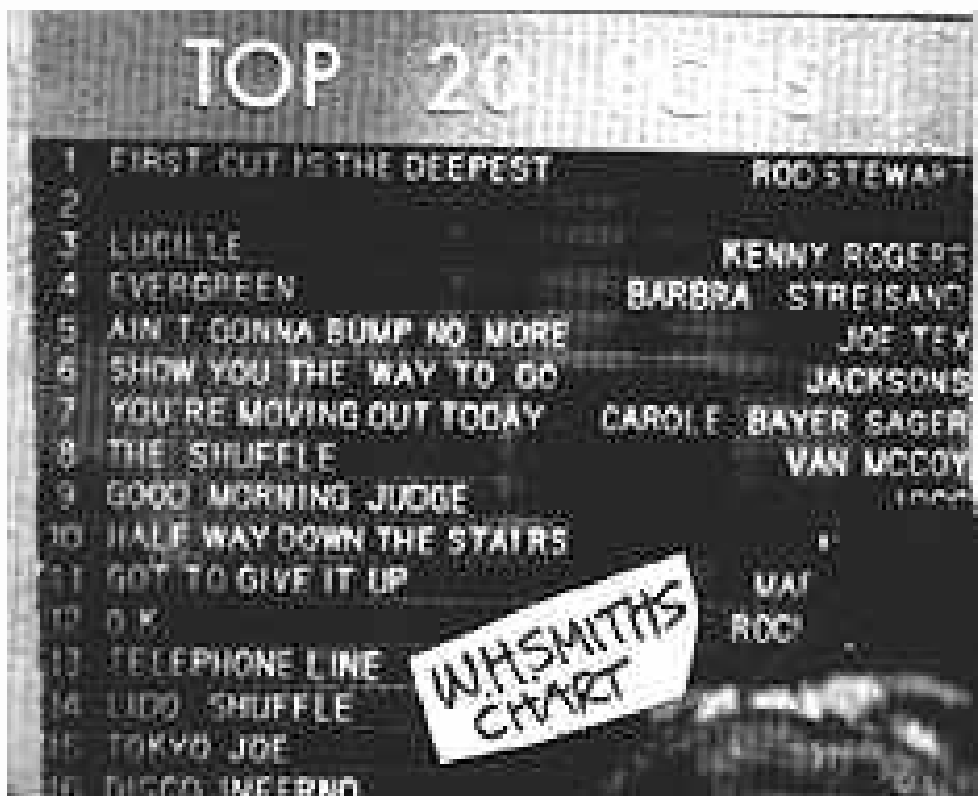 TOP 20
1 FIRST CUT IS THE DEEPEST ROD STEWART
2
3 LUCILLE KENNY ROGERS
4 EVERGREEN BARBRA STREISAND
5 AIN'T GONNA BUMP NO MORE JOE TEX
6 SHOW YOU THE WAY TO GO JACKSONS
7 YOU'RE MOVING OUT TODAY CAROLE BAYER SAGER
8 THE SHUFFLE VAN MCCOY
9 GOOD MORNING JUDGE
10 HALF WAY DOWN THE STAIRS
11 GOT TO GIVE IT UP
12 O.K.
13 TELEPHONE LINE
14 LIDO SHUFFLE
15 TOKYO JOE
16 DISCO INFERNO
W.H.SMITHS
CHART